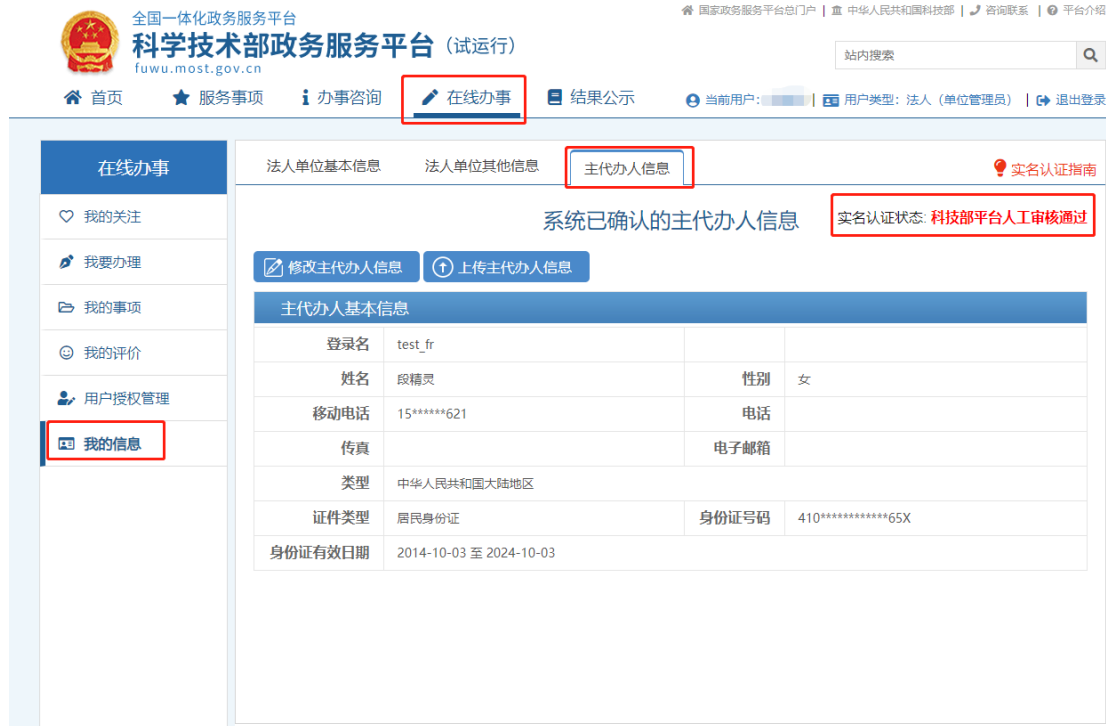 国家政务服务平台总门户 | 中华人民共和国科技部 | 咨询联系 | 平台介绍
全国一体化政务服务平台
科学技术部政务服务平台（试运行）
fuwu.most.gov.cn
站内搜索
首页 服务事项 办事咨询 在线办事 结果公示 当前用户: | 用户类型: 法人（单位管理员） | 退出登录
在线办事
我的关注
我要办理
我的事项
我的评价
用户授权管理
我的信息
法人单位基本信息 法人单位其他信息 主代办人信息 实名认证指南
系统已确认的主代办人信息 实名认证状态: 科技部平台人工审核通过
修改主代办人信息 上传主代办人信息
主代办人基本信息
登录名 test_fr
姓名 段精灵 性别 女
移动电话 15******621 电话
传真 电子邮箱
类型 中华人民共和国大陆地区
证件类型 居民身份证 身份证号码 410************65X
身份证有效日期 2014-10-03 至 2024-10-03